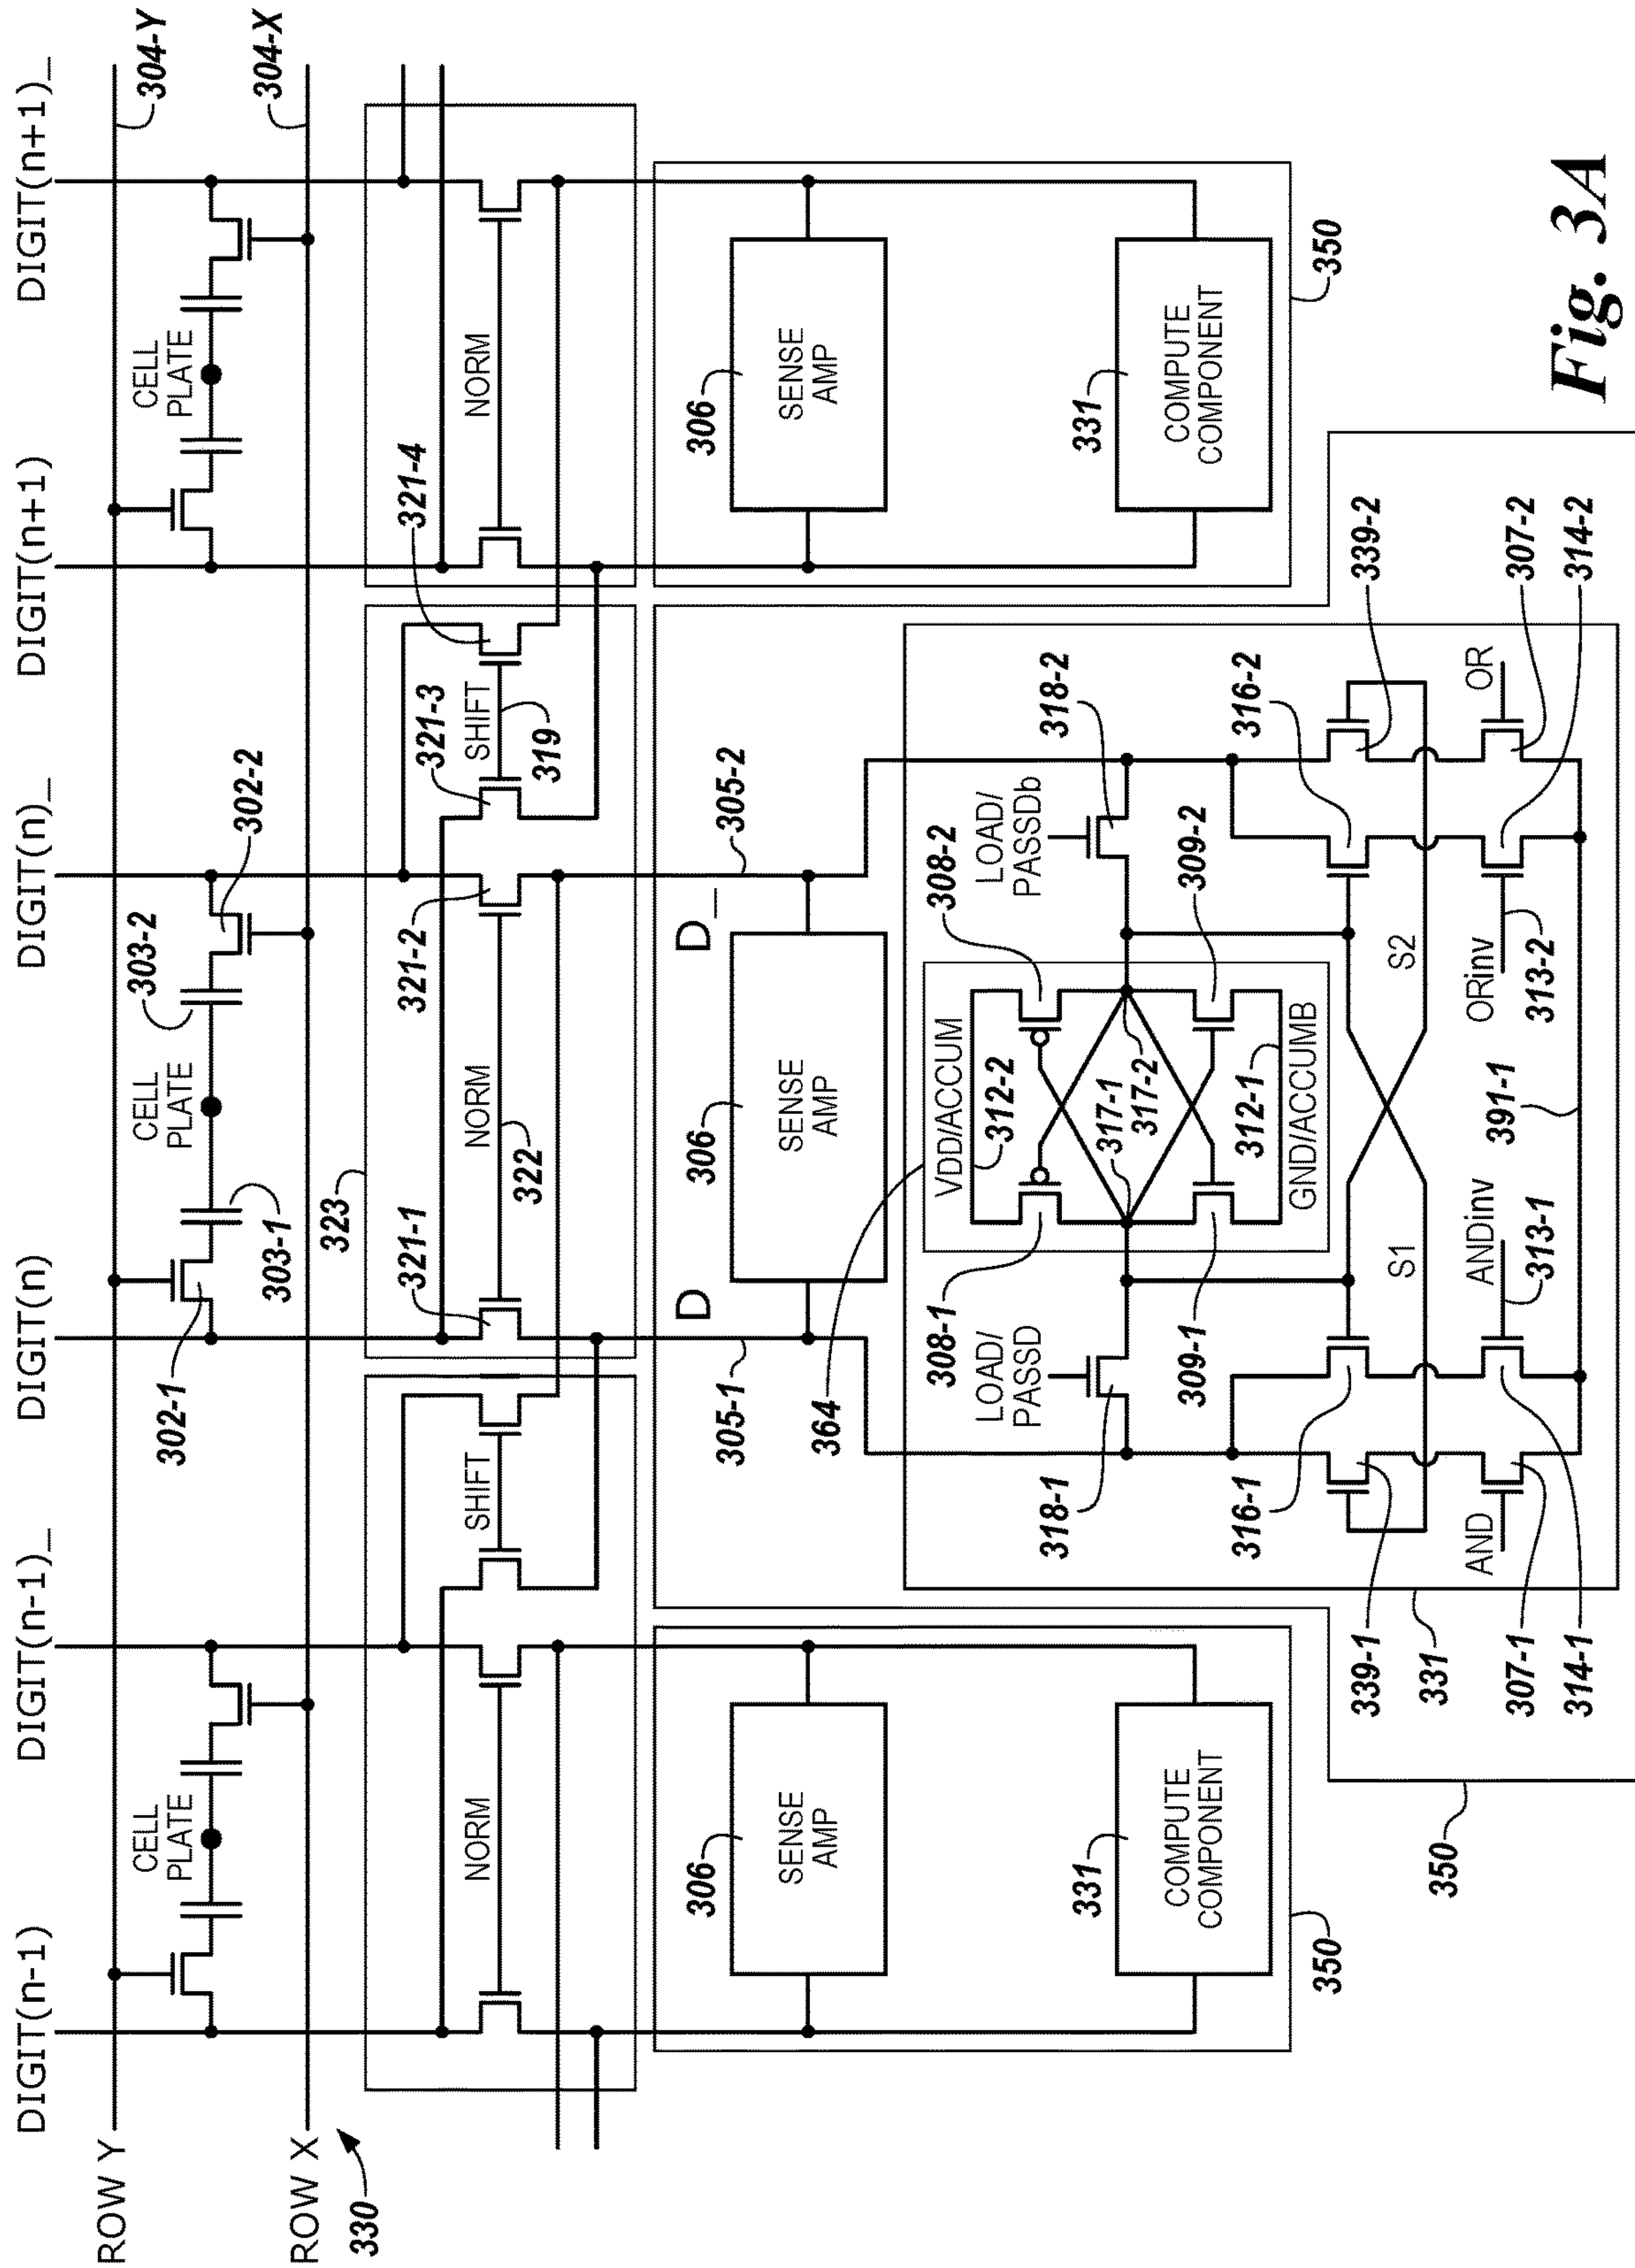 DIGIT(n-1)
DIGIT(n-1)_
DIGIT(n)
DIGIT(n)_
DIGIT(n+1)
DIGIT(n+1)_
ROW Y
304-Y
CELL
PLATE
302-1
303-1
CELL
PLATE
303-2
302-2
CELL
PLATE
ROW X
304-X
330
323
NORM
SHIFT
321-1
NORM
322
321-2
321-3
SHIFT
319
321-4
NORM
306
SENSE
AMP
305-1
D
306
SENSE
AMP
D_
305-2
306
SENSE
AMP
364
331
COMPUTE
COMPONENT
350
318-1
LOAD/
PASSD
308-1
309-1
VDD/ACCUM
312-2
317-1
317-2
312-1
GND/ACCUMB
308-2
309-2
LOAD/
PASSDb
318-2
331
COMPUTE
COMPONENT
350
316-1
S1
S2
316-2
339-1
331
AND
307-1
314-1
ANDinv
313-1
391-1
ORinv
313-2
OR
339-2
307-2
314-2
350
Fig. 3A